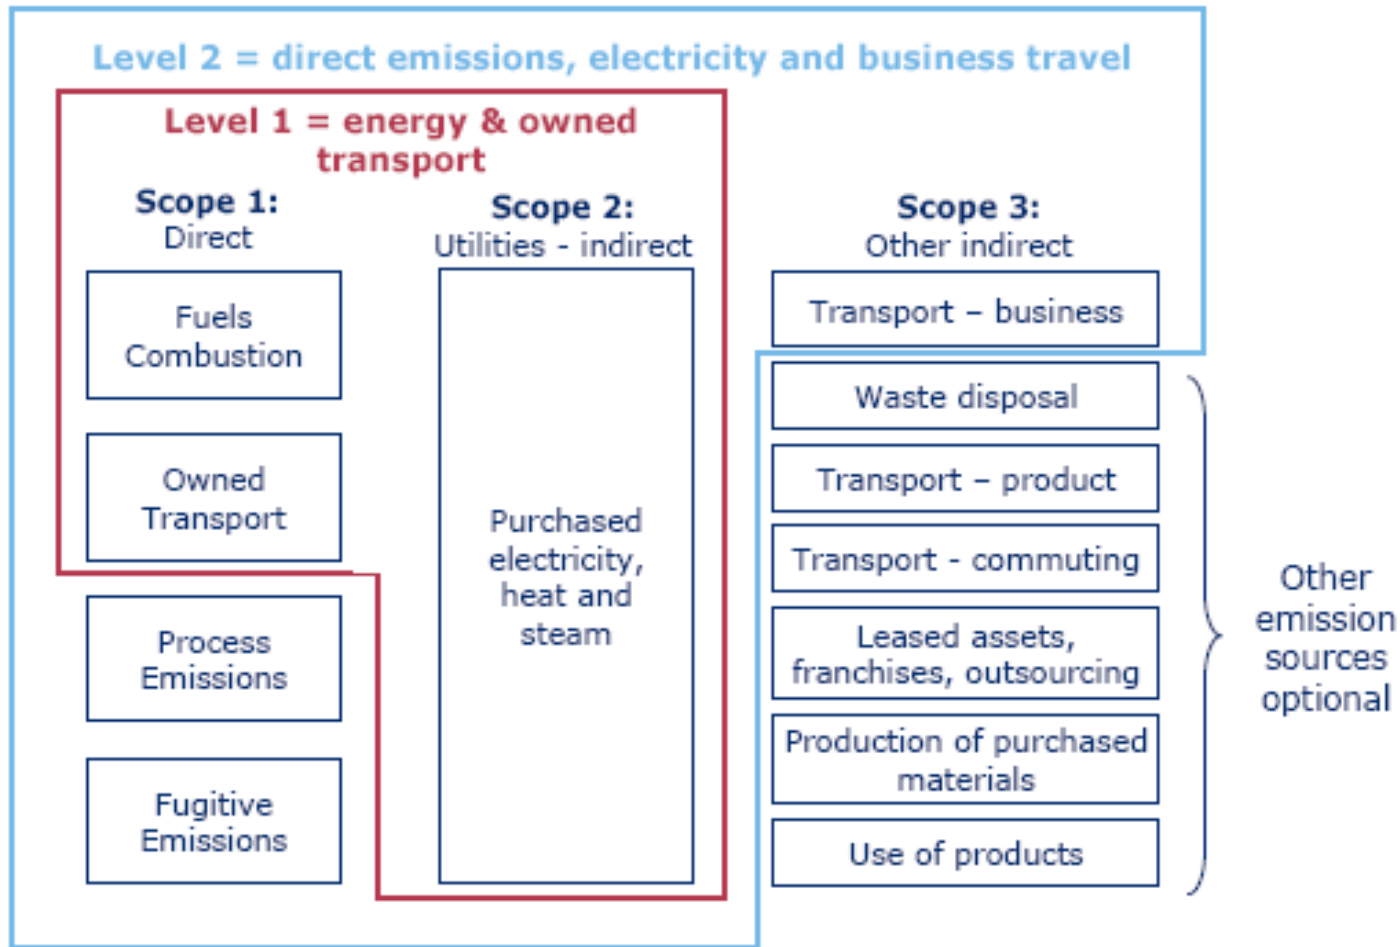 Level 2 = direct emissions, electricity and business travel
Level 1 = energy & owned
transport
Scope 1:
Direct
Fuels
Combustion
Owned
Transport
Process
Emissions
Fugitive
Emissions
Scope 2:
Utilities - indirect
Purchased
electricity,
heat and
steam
Scope 3:
Other indirect
Transport – business
Waste disposal
Transport – product
Transport - commuting
Leased assets,
franchises, outsourcing
Production of purchased
materials
Use of products
Other
emission
sources
optional